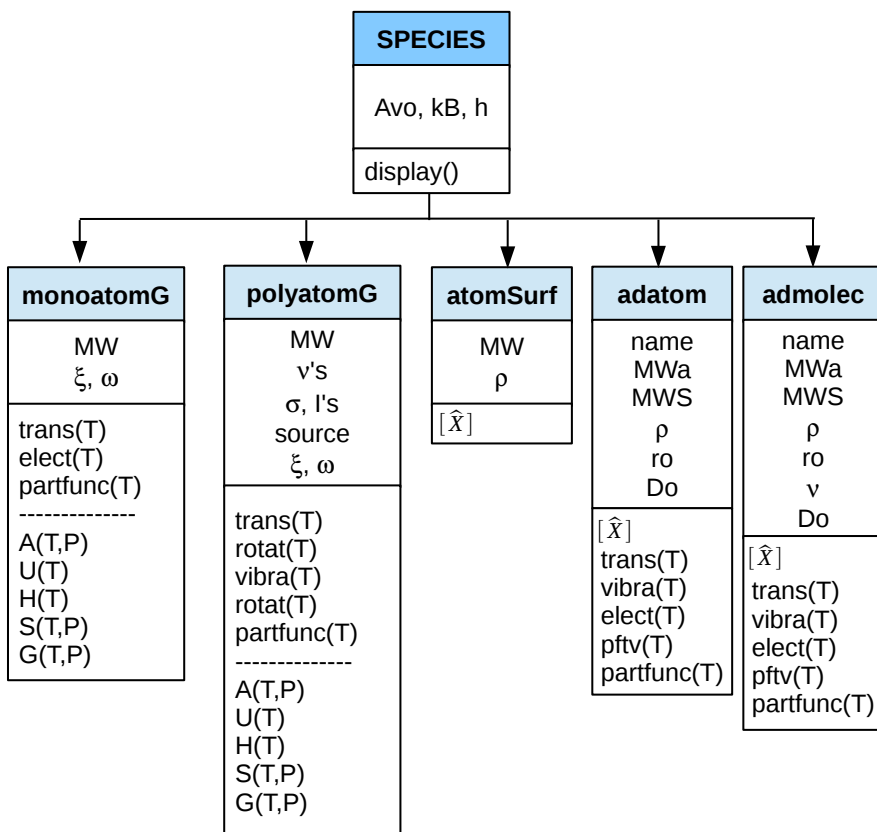 SPECIES
Avo, kB, h
display()
monoatomG
MW
ξ, ω
trans(T)
elect(T)
partfunc(T)
--------------
A(T,P)
U(T)
H(T)
S(T,P)
G(T,P)
polyatomG
MW
ν's
σ, I's
source
ξ, ω
trans(T)
rotat(T)
vibra(T)
rotat(T)
partfunc(T)
--------------
A(T,P)
U(T)
H(T)
S(T,P)
G(T,P)
atomSurf
MW
ρ
[X̂]
adatom
name
MWa
MWS
ρ
ro
Do
[X̂]
trans(T)
vibra(T)
elect(T)
pftv(T)
partfunc(T)
admolec
name
MWa
MWS
ρ
ro
ν
Do
[X̂]
trans(T)
vibra(T)
elect(T)
pftv(T)
partfunc(T)